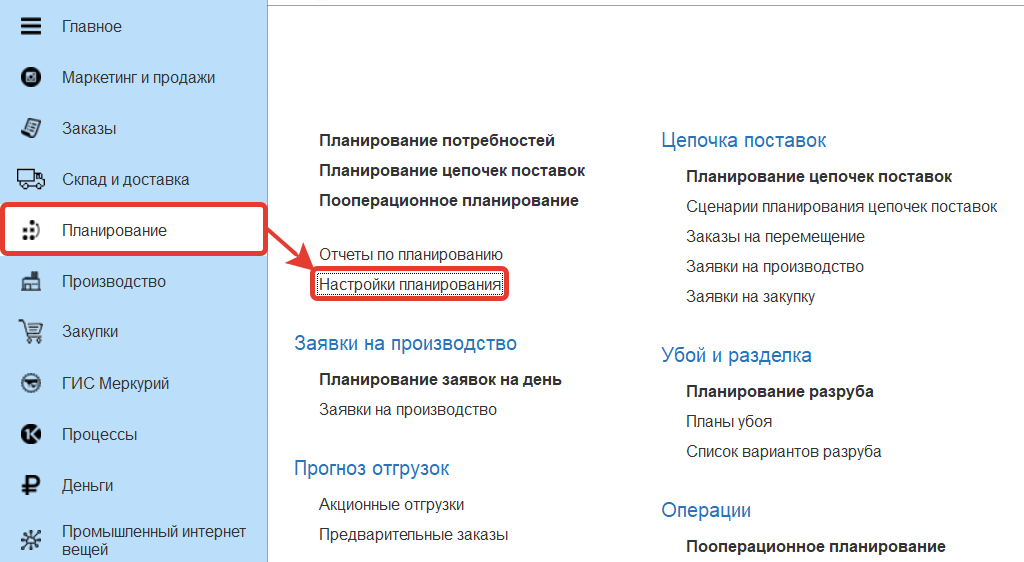 Главное
Маркетинг и продажи
Заказы
Склад и доставка
Планирование
Производство
Закупки
ГИС Меркурий
Процессы
Деньги
Промышленный интернет
вещей
Планирование потребностей
Планирование цепочек поставок
Пооперационное планирование
Отчеты по планированию
Настройки планирования
Заявки на производство
Планирование заявок на день
Заявки на производство
Прогноз отгрузок
Акционные отгрузки
Предварительные заказы
Цепочка поставок
Планирование цепочек поставок
Сценарии планирования цепочек поставок
Заказы на перемещение
Заявки на производство
Заявки на закупку
Убой и разделка
Планирование разруба
Планы убоя
Список вариантов разруба
Операции
Пооперационное планирование